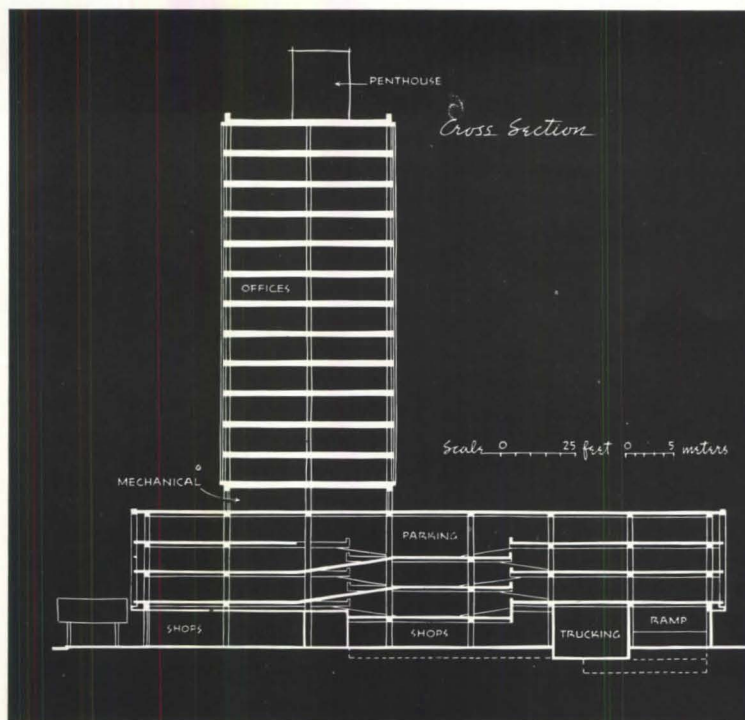 PENTHOUSE
Cross Section
OFFICES
Scale 0 25 feet 0 5 meters
MECHANICAL
PARKING
SHOPS
SHOPS
TRUCKING
RAMP